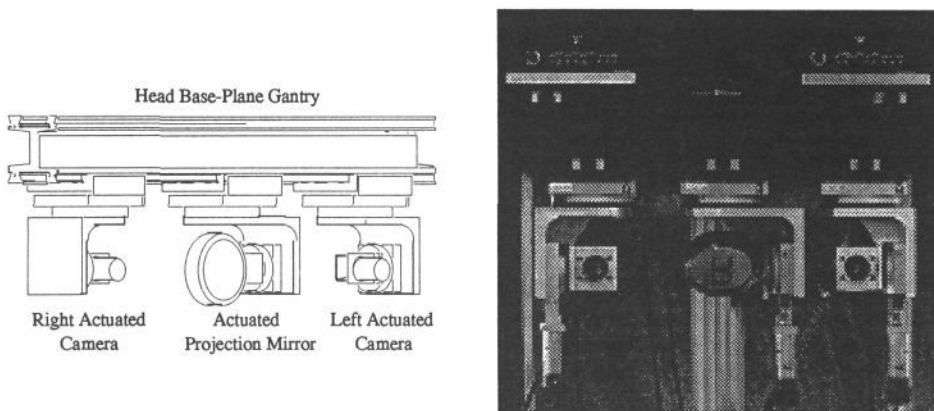 Head Base-Plane Gantry
Right Actuated
Camera
Actuated
Projection Mirror
Left Actuated
Camera